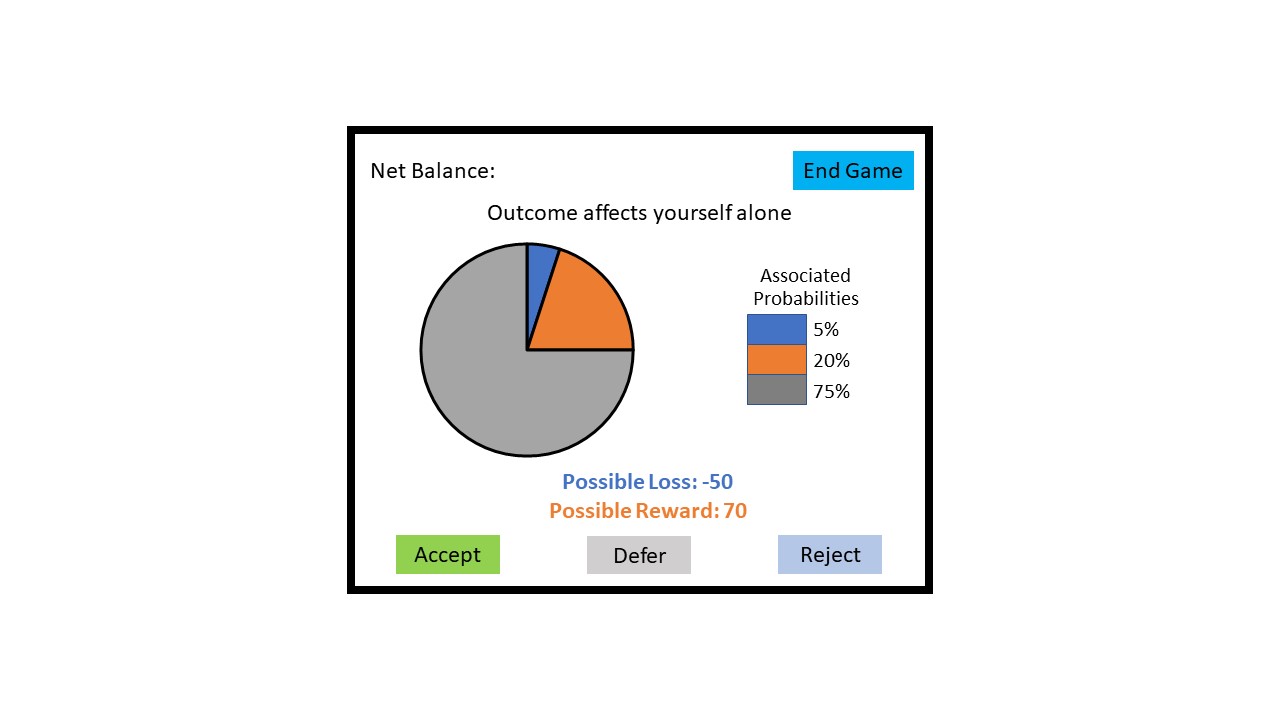 Net Balance:
End Game
Outcome affects yourself alone
Associated
Probabilities
5%
20%
75%
Possible Loss: -50
Possible Reward: 70
Accept
Defer
Reject